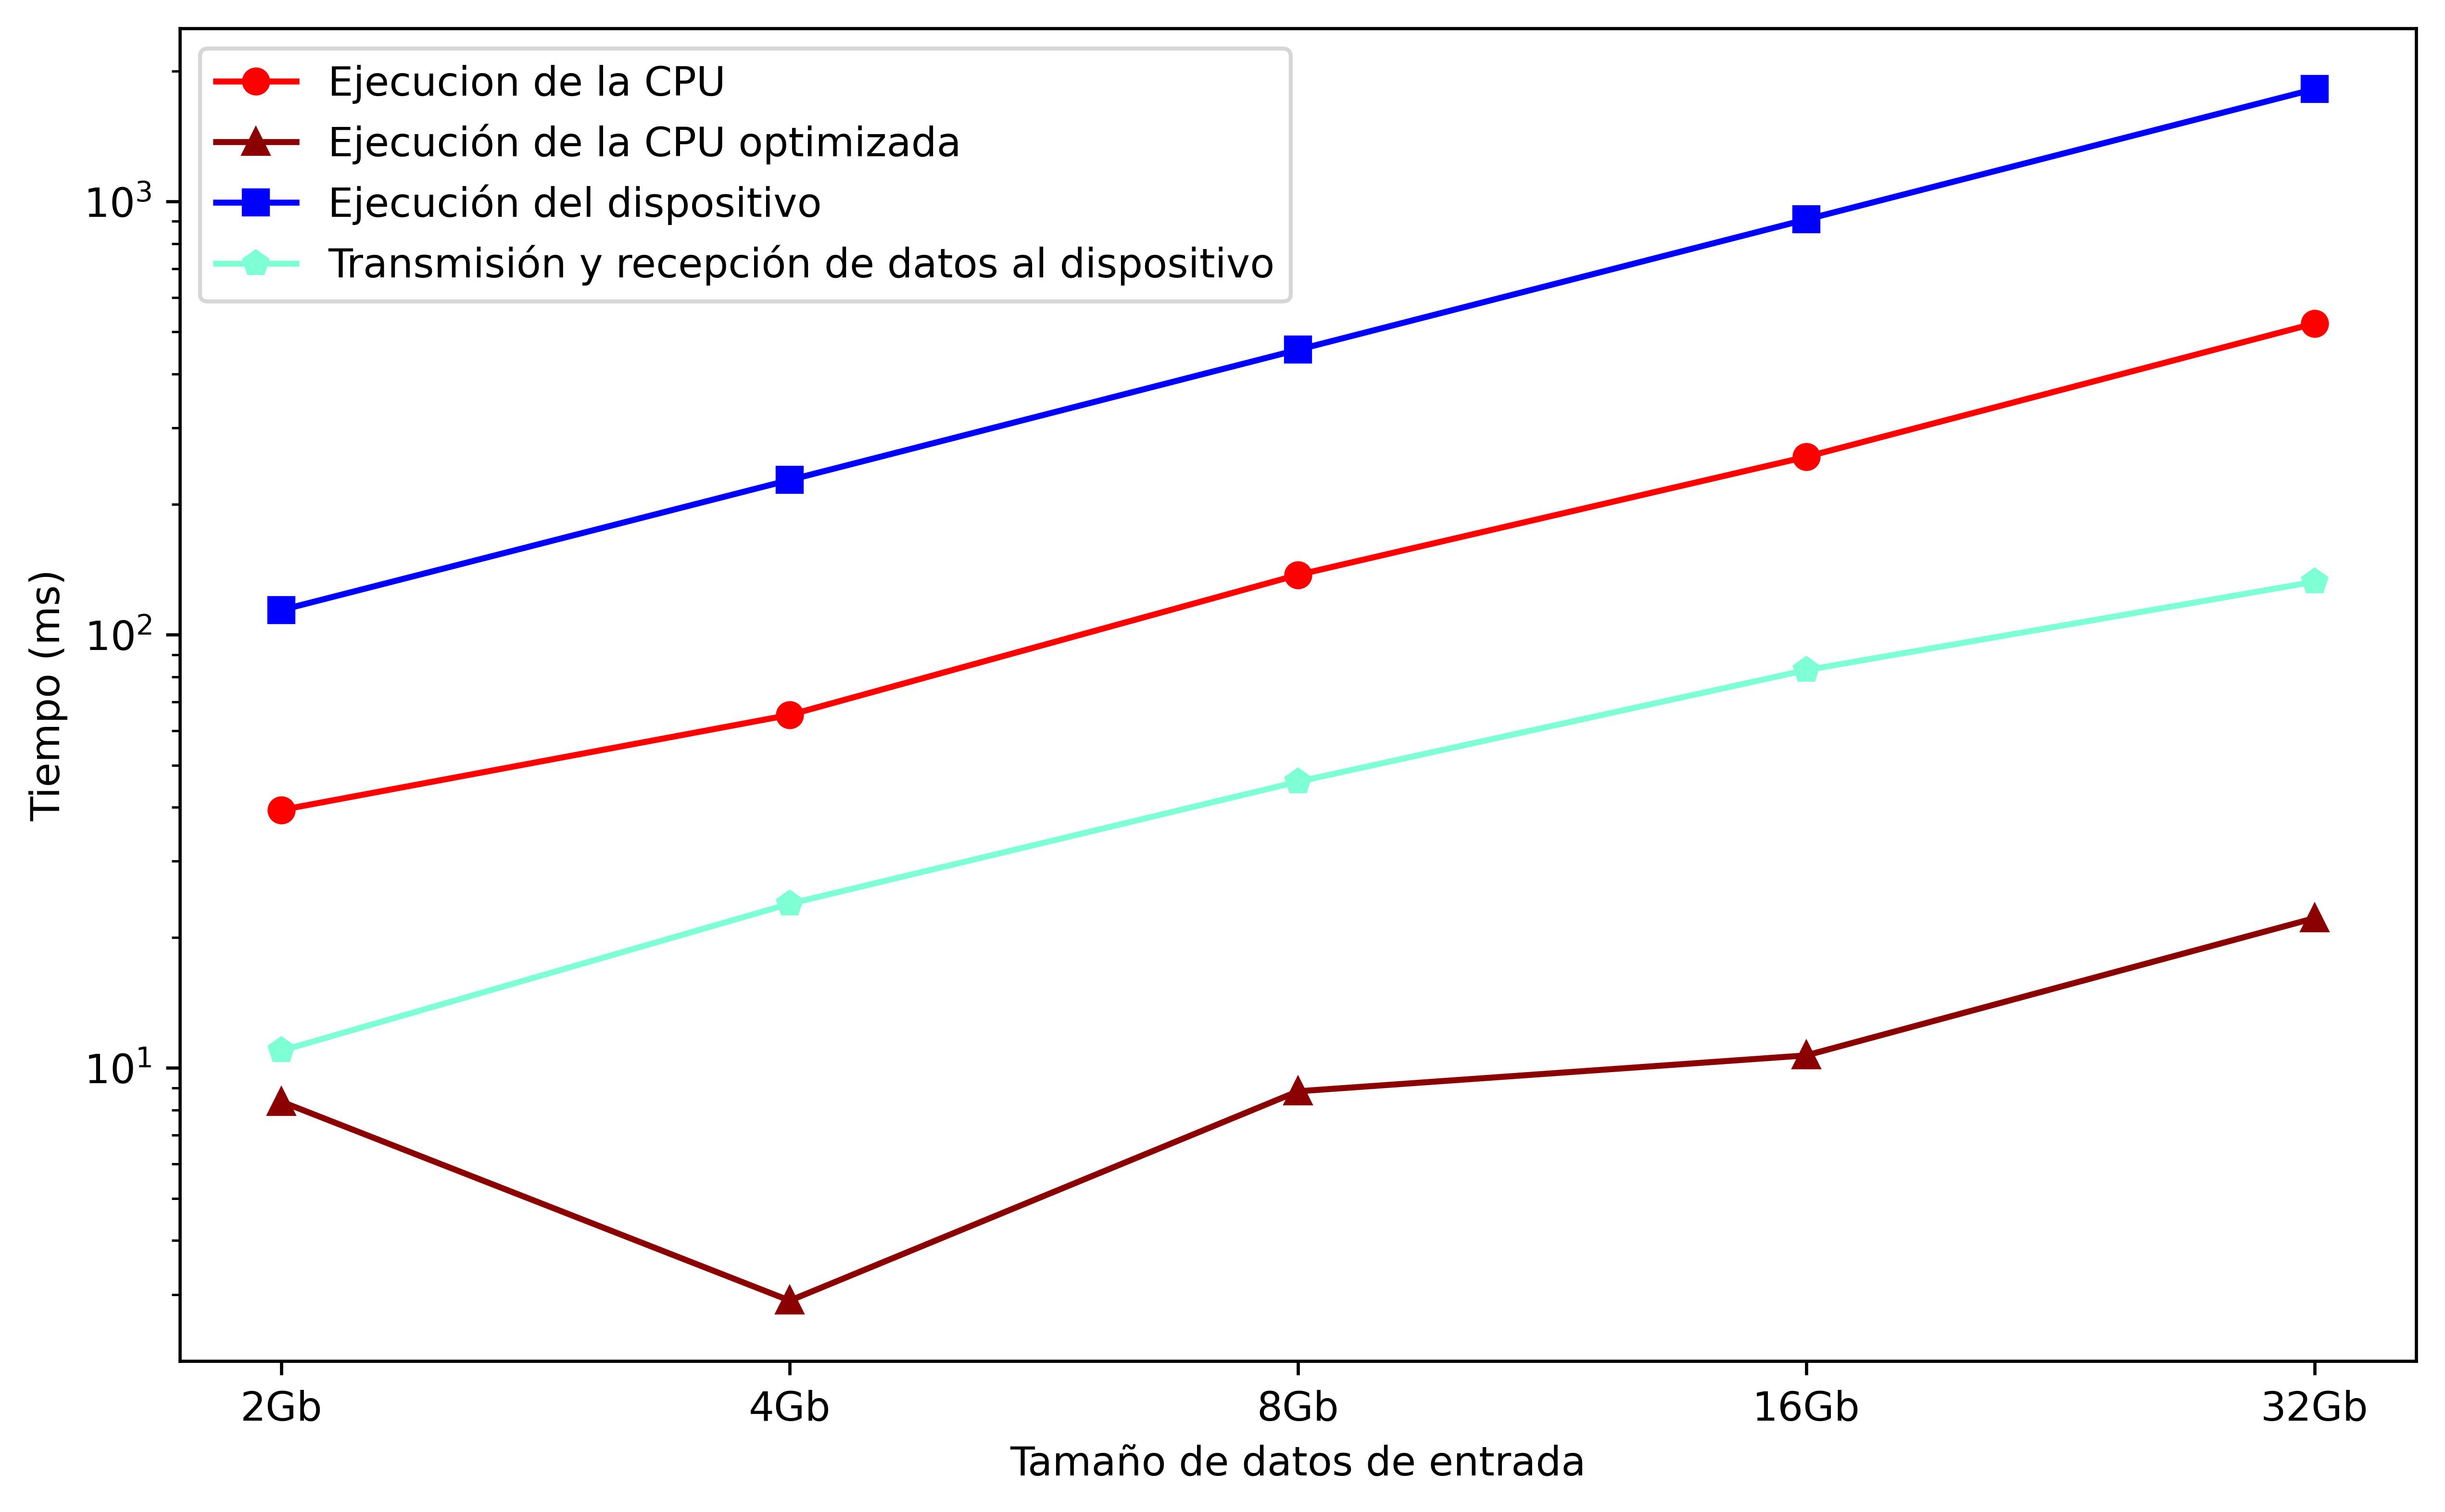 Ejecucion de la CPU
Ejecución de la CPU optimizada
Ejecución del dispositivo
Transmisión y recepción de datos al dispositivo
10³
10²
10¹
Tiempo (ms)
2Gb 4Gb 8Gb 16Gb 32Gb
Tamaño de datos de entrada